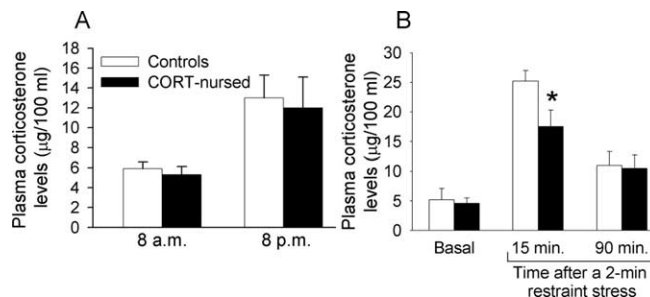 A
Plasma corticosterone
levels (µg/100 ml)
18
16
14
12
10
8
6
4
2
0
Controls
CORT-nursed
8 a.m.
8 p.m.
B
Plasma corticosterone
levels (µg/100 ml)
30
25
20
15
10
5
0
*
Basal
15 min.
90 min.
Time after a 2-min
restraint stress